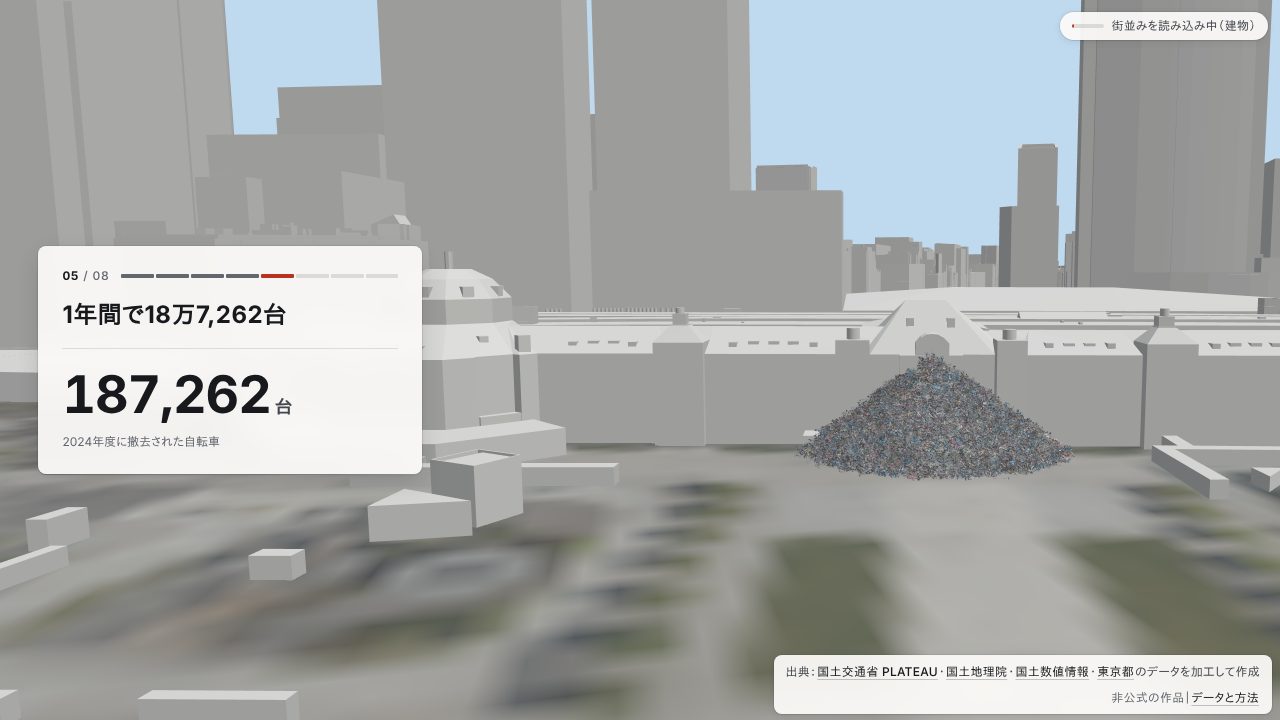 街並みを読み込み中（建物）
05 / 08
1年間で18万7,262台
187,262台
2024年度に撤去された自転車
出典：国土交通省 PLATEAU・国土地理院・国土数値情報・東京都のデータを加工して作成
非公式の作品 | データと方法